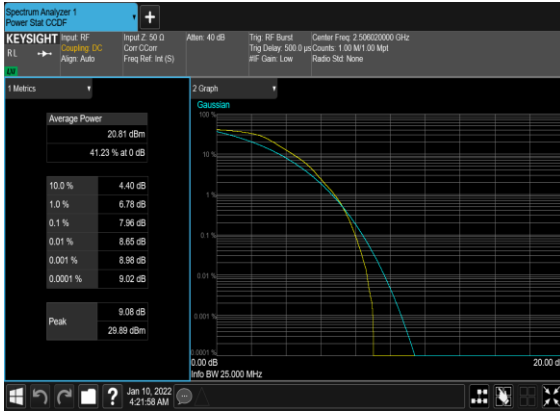 Spectrum Analyzer 1
Power Stat CCDF
KEYSIGHT
RL
Input: RF
Coupling: DC
Align: Auto
Input Z: 50 Ω
Corr CCorr
Freq Ref: Int (S)
Atten: 40 dB
Trig: RF Burst
Trig Delay: 500.0 µs
#IF Gain: Low
Center Freq: 2.506020000 GHz
Counts: 1.00 M/1.00 Mpt
Radio Std: None
1 Metrics
Average Power
20.81 dBm
41.23 % at 0 dB
10.0 % 4.40 dB
1.0 % 6.78 dB
0.1 % 7.96 dB
0.01 % 8.65 dB
0.001 % 8.98 dB
0.0001 % 9.02 dB
Peak
9.08 dB
29.89 dBm
2 Graph
Gaussian
100 %
10 %
1 %
0.1 %
0.01 %
0.001 %
0.0001 %
0.00 dB
20.00 d
Info BW 25.000 MHz
?
Jan 10, 2022
4:21:58 AM